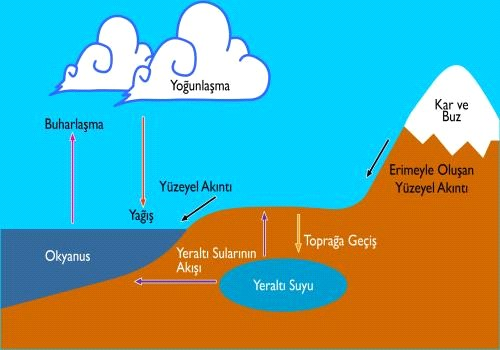 Yoğunlaşma
Kar ve
Buz
Buharlaşma
Erimeyle Oluşan
Yüzeyel Akıntı
Yüzeyel Akıntı
Yağış
Toprağa Geçiş
Yeraltı Sularının
Akışı
Okyanus
Yeraltı Suyu